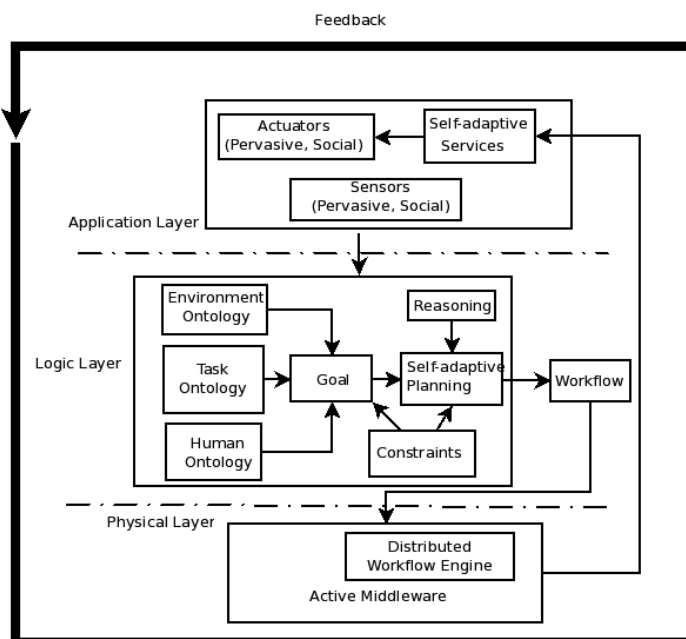 Feedback
Actuators
(Pervasive, Social)
Self-adaptive
Services
Sensors
(Pervasive, Social)
Application Layer
Environment
Ontology
Reasoning
Logic Layer
Task
Ontology
Goal
Self-adaptive
Planning
Workflow
Human
Ontology
Constraints
Physical Layer
Distributed
Workflow Engine
Active Middleware